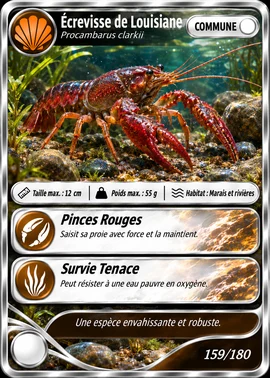 Écrevisse de Louisiane
COMMUNE
Procambarus clarkii
Taille max. : 12 cm
Poids max. : 55 g
Habitat : Marais et rivières
Pinces Rouges
Saisit sa proie avec force et la maintient.
Survie Tenace
Peut résister à une eau pauvre en oxygène.
Une espèce envahissante et robuste.
159/180